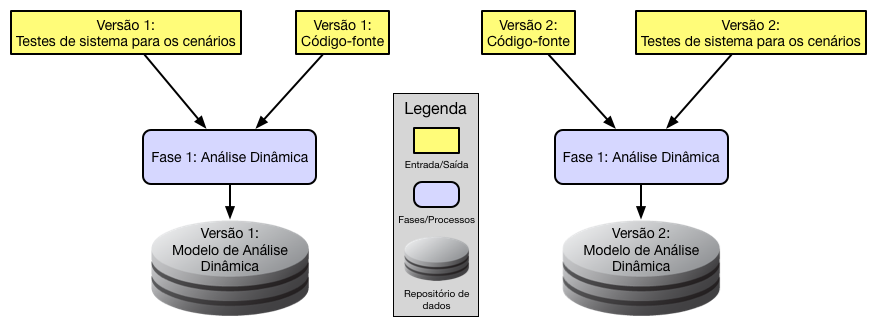 Versão 1:
Testes de sistema para os cenários
Versão 1:
Código-fonte
Versão 2:
Código-fonte
Versão 2:
Testes de sistema para os cenários
Fase 1: Análise Dinâmica
Legenda
Entrada/Saída
Fases/Processos
Repositório de
dados
Fase 1: Análise Dinâmica
Versão 1:
Modelo de Análise
Dinâmica
Versão 2:
Modelo de Análise
Dinâmica